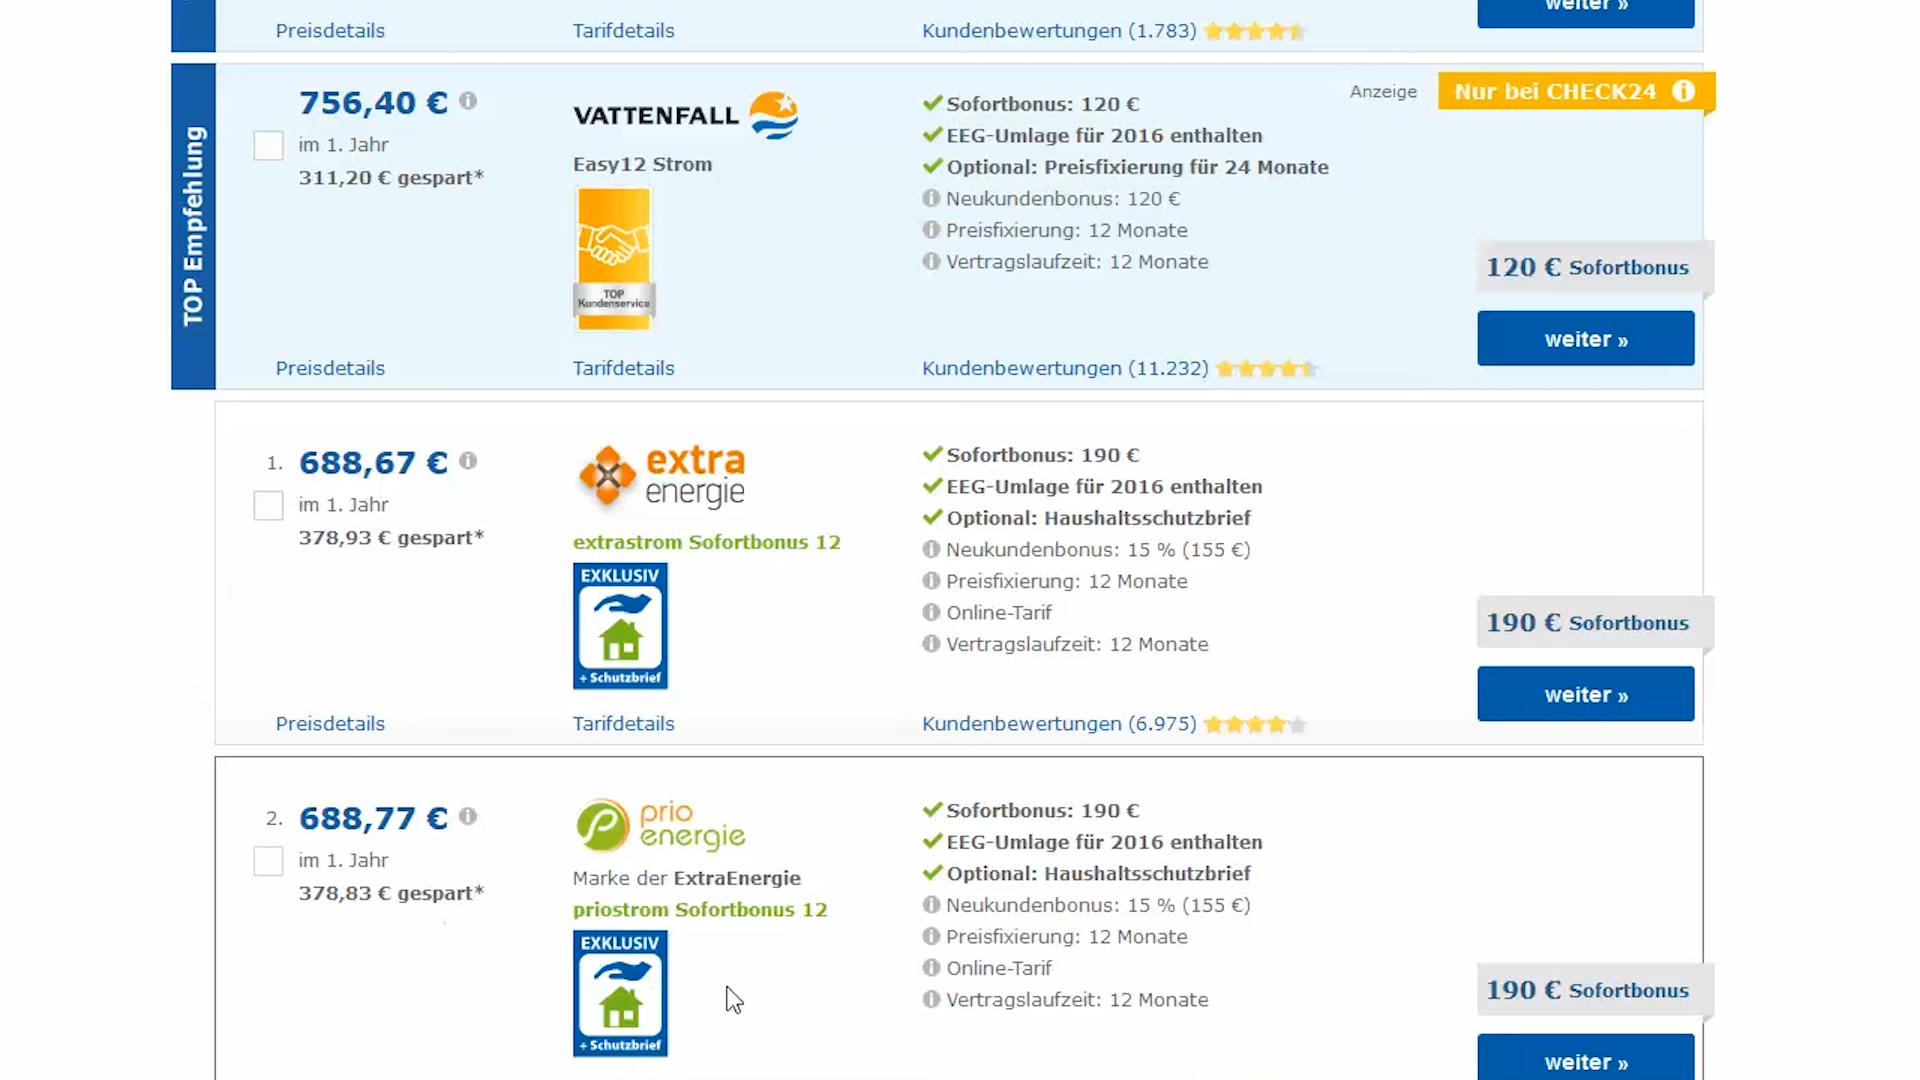 Preisdetails
Tarifdetails
Kundenbewertungen (1.783)
weiter »
TOP Empfehlung
756,40 €
im 1. Jahr
311,20 € gespart*
VATTENFALL
Easy12 Strom
TOP
Kundenservice
Sofortbonus: 120 €
EEG-Umlage für 2016 enthalten
Optional: Preisfixierung für 24 Monate
Neukundenbonus: 120 €
Preisfixierung: 12 Monate
Vertragslaufzeit: 12 Monate
Anzeige
Nur bei CHECK24
120 € Sofortbonus
weiter »
Preisdetails
Tarifdetails
Kundenbewertungen (11.232)
1. 688,67 €
im 1. Jahr
378,93 € gespart*
extra
energie
extrastrom Sofortbonus 12
EXKLUSIV
+ Schutzbrief
Sofortbonus: 190 €
EEG-Umlage für 2016 enthalten
Optional: Haushaltsschutzbrief
Neukundenbonus: 15 % (155 €)
Preisfixierung: 12 Monate
Online-Tarif
Vertragslaufzeit: 12 Monate
190 € Sofortbonus
weiter »
Preisdetails
Tarifdetails
Kundenbewertungen (6.975)
2. 688,77 €
im 1. Jahr
378,83 € gespart*
prio
energie
Marke der ExtraEnergie
priostrom Sofortbonus 12
EXKLUSIV
+ Schutzbrief
Sofortbonus: 190 €
EEG-Umlage für 2016 enthalten
Optional: Haushaltsschutzbrief
Neukundenbonus: 15 % (155 €)
Preisfixierung: 12 Monate
Online-Tarif
Vertragslaufzeit: 12 Monate
190 € Sofortbonus
weiter »